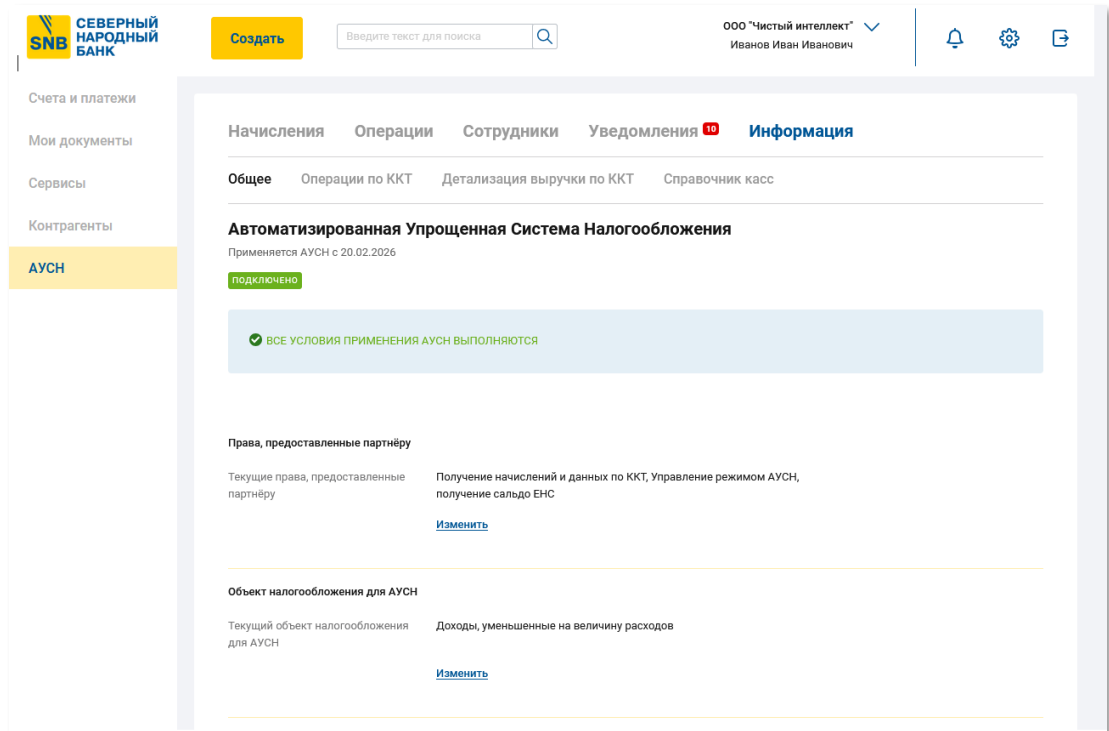 SNB СЕВЕРНЫЙ НАРОДНЫЙ БАНК
Создать
Введите текст для поиска
ООО "Чистый интеллект"
Иванов Иван Иванович
Счета и платежи
Мои документы
Сервисы
Контрагенты
АУСН
Начисления Операции Сотрудники Уведомления 10 Информация
Общее Операции по ККТ Детализация выручки по ККТ Справочник касс
Автоматизированная Упрощенная Система Налогообложения
Применяется АУСН с 20.02.2026
ПОДКЛЮЧЕНО
ВСЕ УСЛОВИЯ ПРИМЕНЕНИЯ АУСН ВЫПОЛНЯЮТСЯ
Права, предоставленные партнёру
Текущие права, предоставленные
партнёру
Получение начислений и данных по ККТ, Управление режимом АУСН,
получение сальдо ЕНС
Изменить
Объект налогообложения для АУСН
Текущий объект налогообложения
для АУСН
Доходы, уменьшенные на величину расходов
Изменить